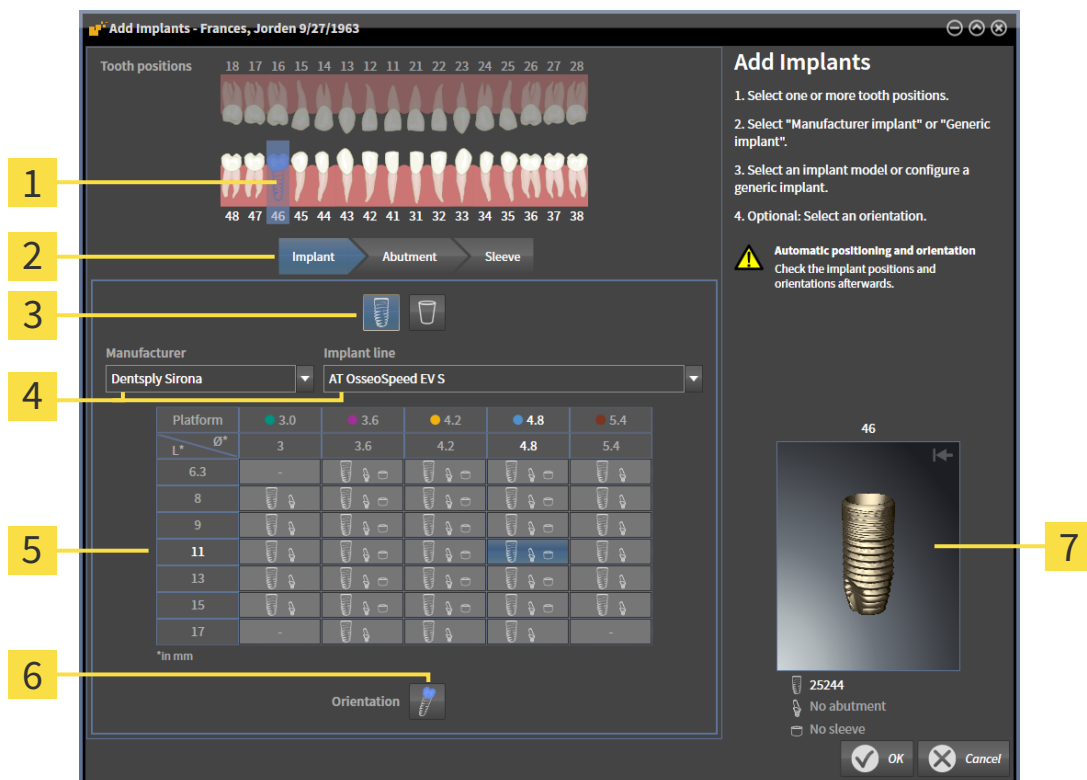 Add Implants - Frances, Jorden 9/27/1963
Tooth positions
18 17 16 15 14 13 12 11 21 22 23 24 25 26 27 28
1
48 47 46 45 44 43 42 41 31 32 33 34 35 36 37 38
2
Implant
Abutment
Sleeve
3
Manufacturer
Implant line
Dentsply Sirona
AT OsseoSpeed EV S
4
Platform 3.0 3.6 4.2 4.8 5.4
L* Ø* 3 3.6 4.2 4.8 5.4
6.3 -
8
9
5
11
13
15
17 - -
*in mm
6
Orientation
Add Implants
1. Select one or more tooth positions.
2. Select "Manufacturer implant" or "Generic
implant".
3. Select an implant model or configure a
generic implant.
4. Optional: Select an orientation.
Automatic positioning and orientation
Check the implant positions and
orientations afterwards.
46
7
25244
No abutment
No sleeve
OK
Cancel